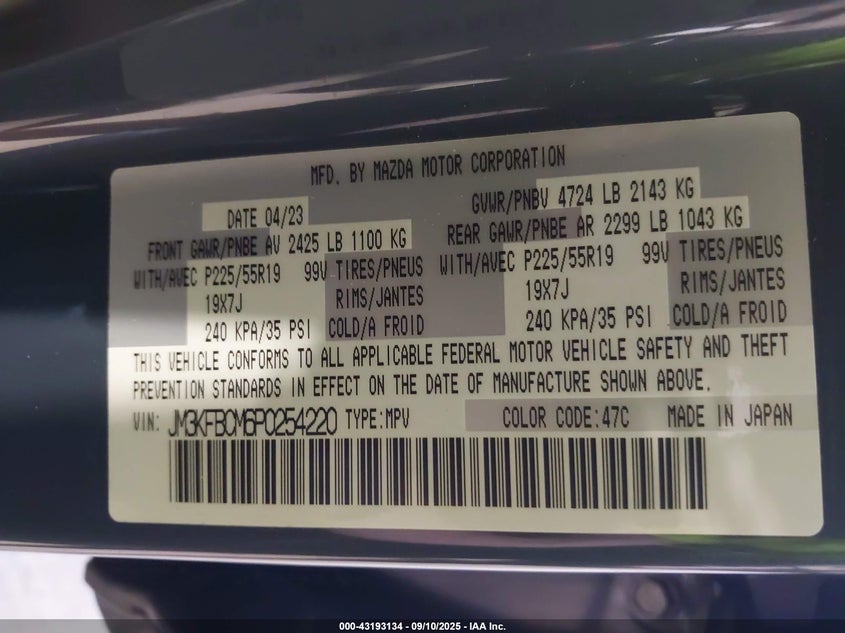 MFD. BY MAZDA MOTOR CORPORATION
DATE 04/23 GVWR/PNBV 4724 LB 2143 KG
FRONT GAWR/PNBE AV 2425 LB 1100 KG REAR GAWR/PNBE AR 2299 LB 1043 KG
WITH/AVEC P225/55R19 99V TIRES/PNEUS WITH/AVEC P225/55R19 99V TIRES/PNEUS
19X7J RIMS/JANTES 19X7J RIMS/JANTES
240 KPA/35 PSI COLD/A FROID 240 KPA/35 PSI COLD/A FROID
THIS VEHICLE CONFORMS TO ALL APPLICABLE FEDERAL MOTOR VEHICLE SAFETY AND THEFT
PREVENTION STANDARDS IN EFFECT ON THE DATE OF MANUFACTURE SHOWN ABOVE.
VIN: JM3KFBCM6P0254220 TYPE:MPV COLOR CODE:47C MADE IN JAPAN
000-43193134 - 09/10/2025 - IAA Inc.